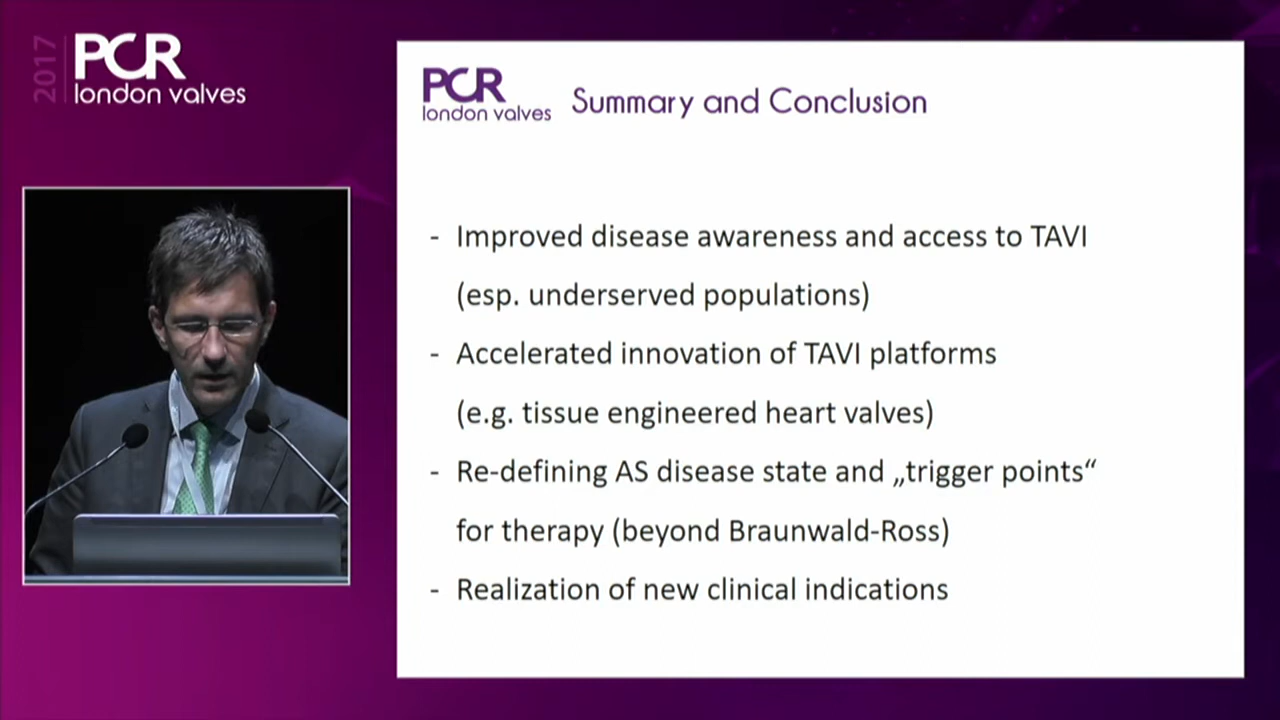 2017
PCR
london valves
PCR
london valves
Summary and Conclusion
- Improved disease awareness and access to TAVI
(esp. underserved populations)
- Accelerated innovation of TAVI platforms
(e.g. tissue engineered heart valves)
- Re-defining AS disease state and „trigger points“
for therapy (beyond Braunwald-Ross)
- Realization of new clinical indications